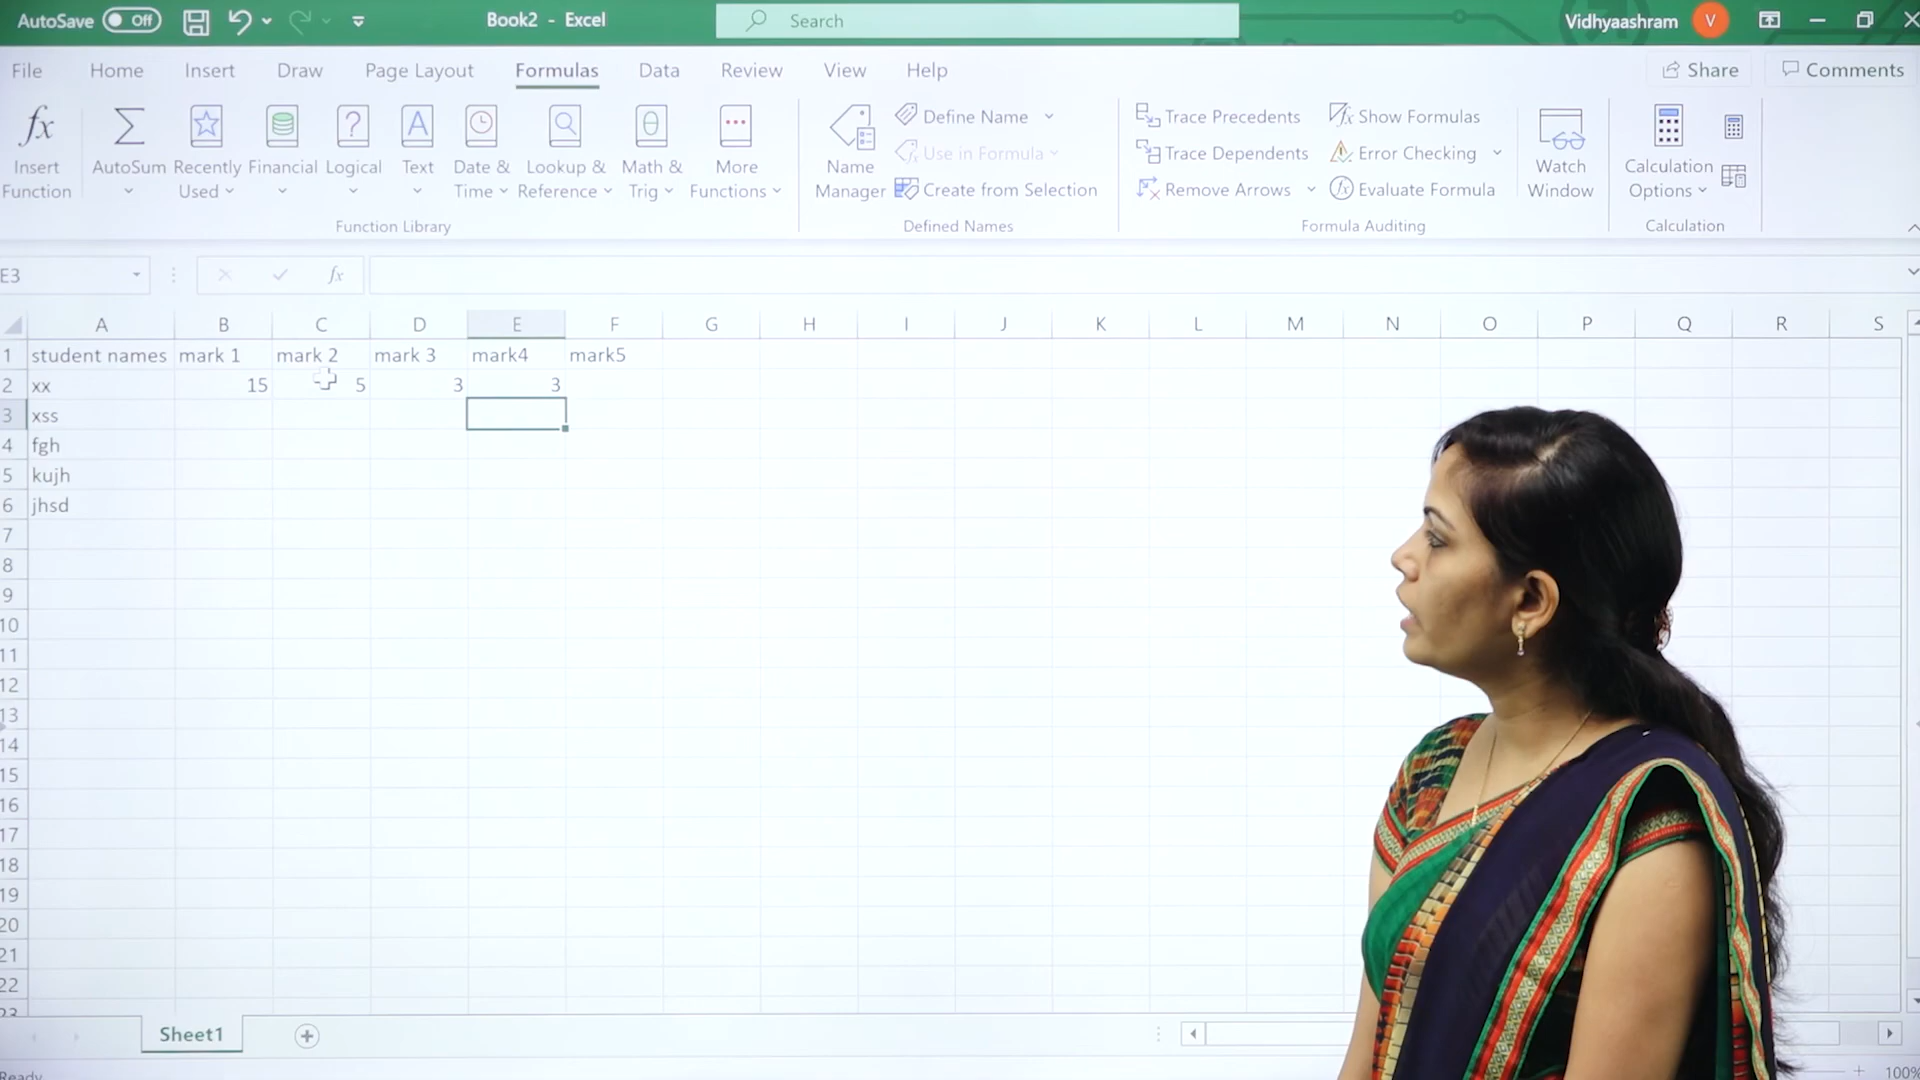 AutoSave Off Book2 - Excel Search Vidhyaashram V
File Home Insert Draw Page Layout Formulas Data Review View Help Share Comments
fx Insert Function
Σ AutoSum
Recently Used
Financial
? Logical
A Text
Date & Time
Lookup & Reference
θ Math & Trig
More Functions
Function Library
Name Manager
Define Name
Use in Formula
Create from Selection
Defined Names
Trace Precedents
Trace Dependents
Remove Arrows
Show Formulas
Error Checking
Evaluate Formula
Formula Auditing
Watch Window
Calculation Options
Calculation
E3 fx
A B C D E F G H I J K L M N O P Q R S
1 student names mark 1 mark 2 mark 3 mark4 mark5
2 xx 15 5 3 3
3 xss
4 fgh
5 kujh
6 jhsd
7
8
9
10
11
12
13
14
15
16
17
18
19
20
21
22
23
Sheet1
Ready 100%